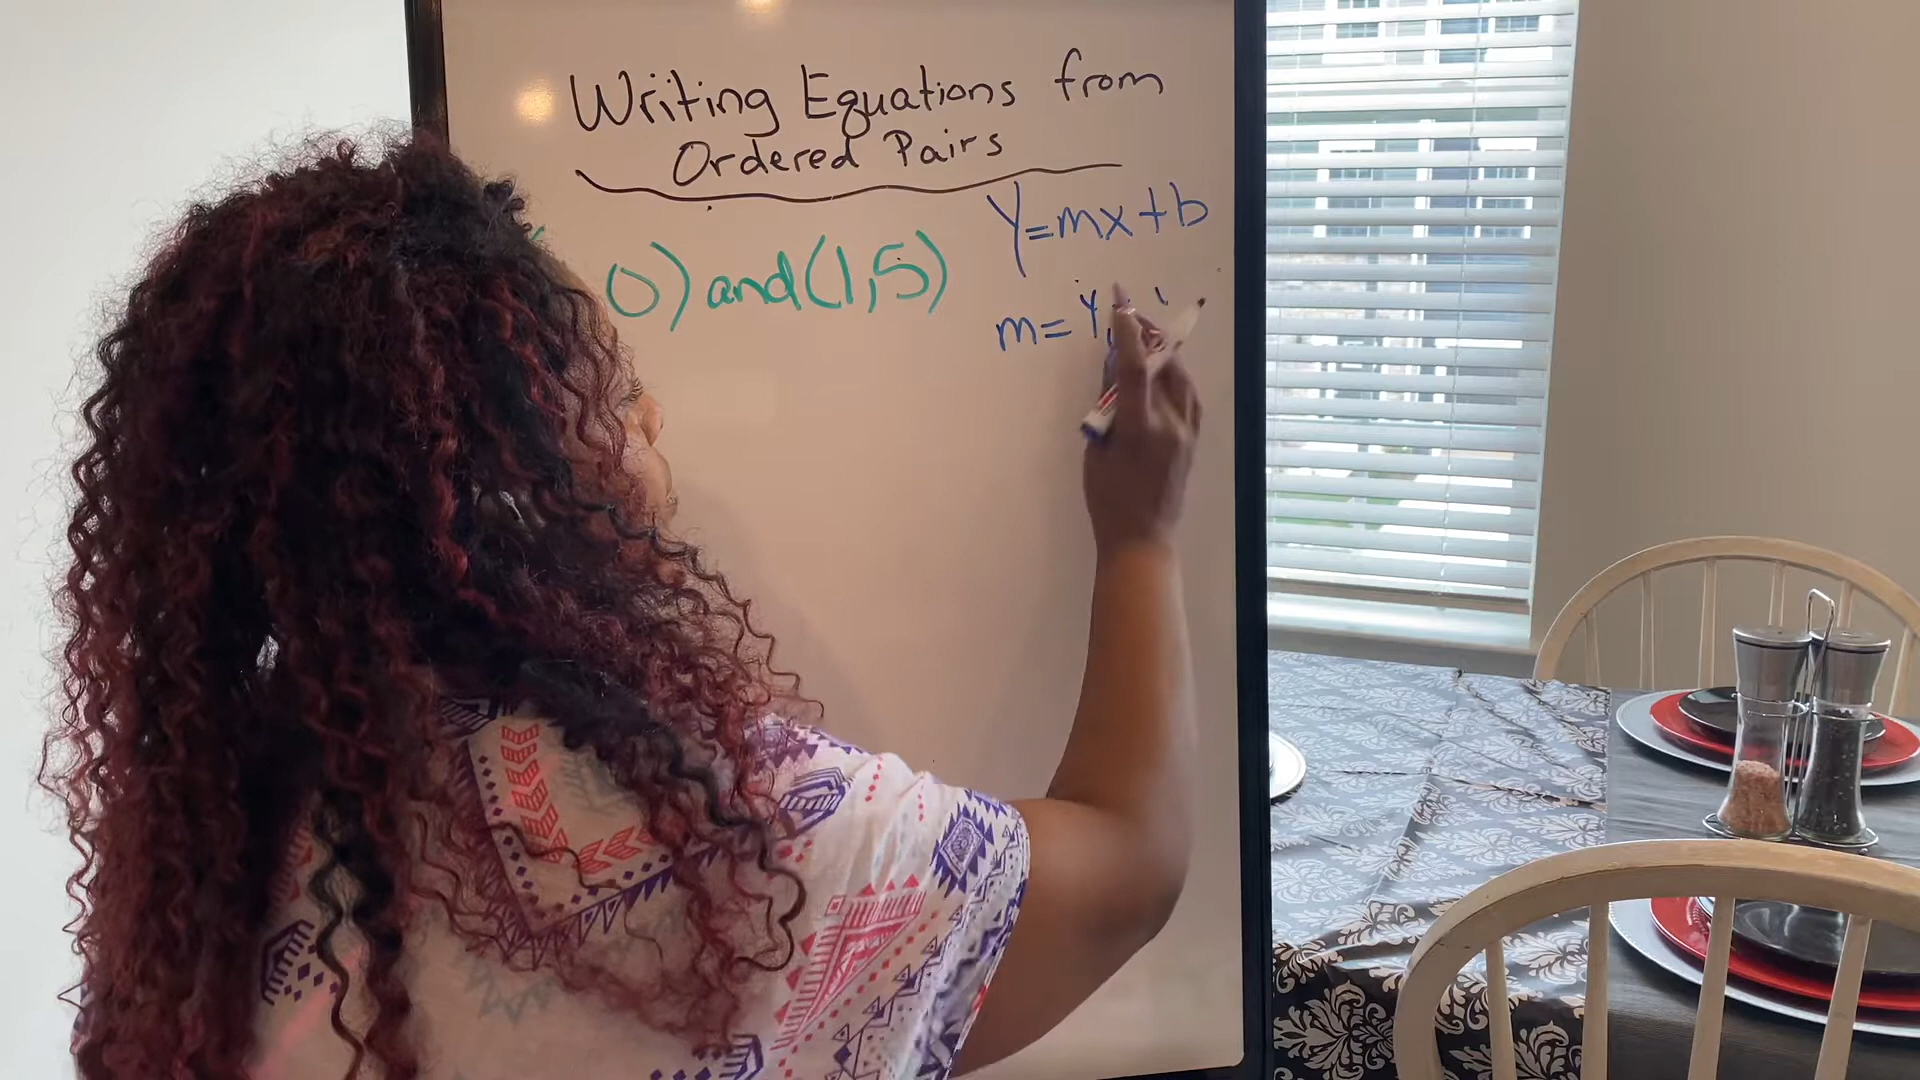 Writing Equations from
Ordered Pairs
Y=mx+b
0) and (1,5)
m=Y